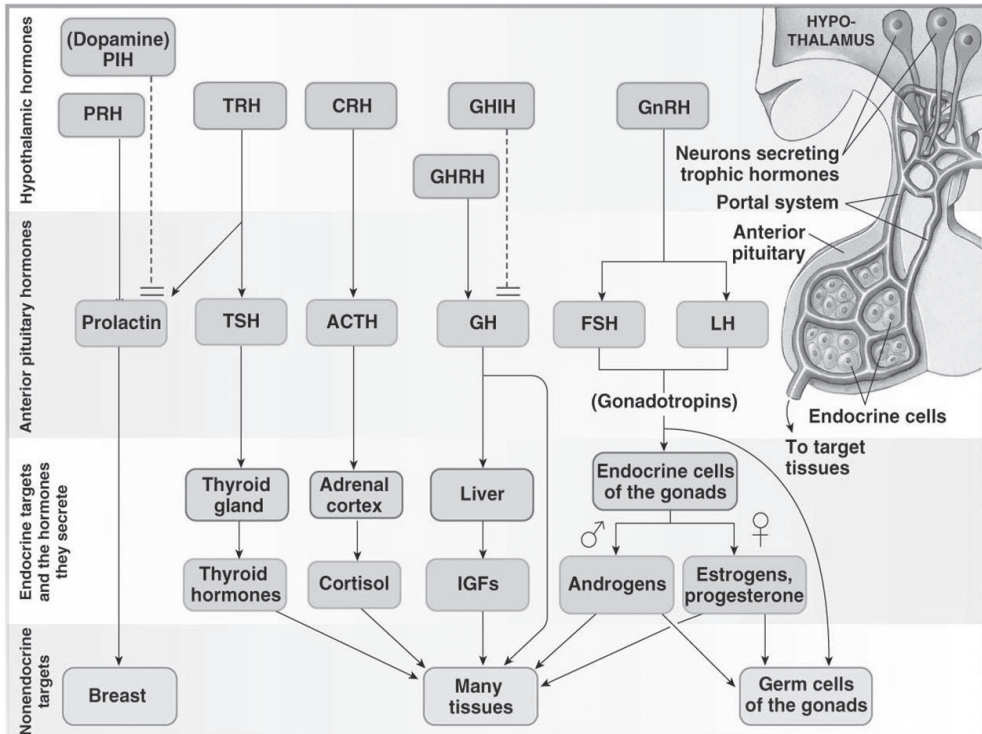 Hypothalamic hormones
(Dopamine)
PIH
PRH
TRH
CRH
GHIH
GHRH
GnRH
HYPO-
THALAMUS
Neurons secreting
trophic hormones
Portal system
Anterior
pituitary
Endocrine cells
To target
tissues
Anterior pituitary hormones
Prolactin
TSH
ACTH
GH
FSH
LH
(Gonadotropins)
Endocrine targets
and the hormones
they secrete
Thyroid
gland
Adrenal
cortex
Liver
Endocrine cells
of the gonads
♂
♀
Thyroid
hormones
Cortisol
IGFs
Androgens
Estrogens,
progesterone
Nonendocrine
targets
Breast
Many
tissues
Germ cells
of the gonads